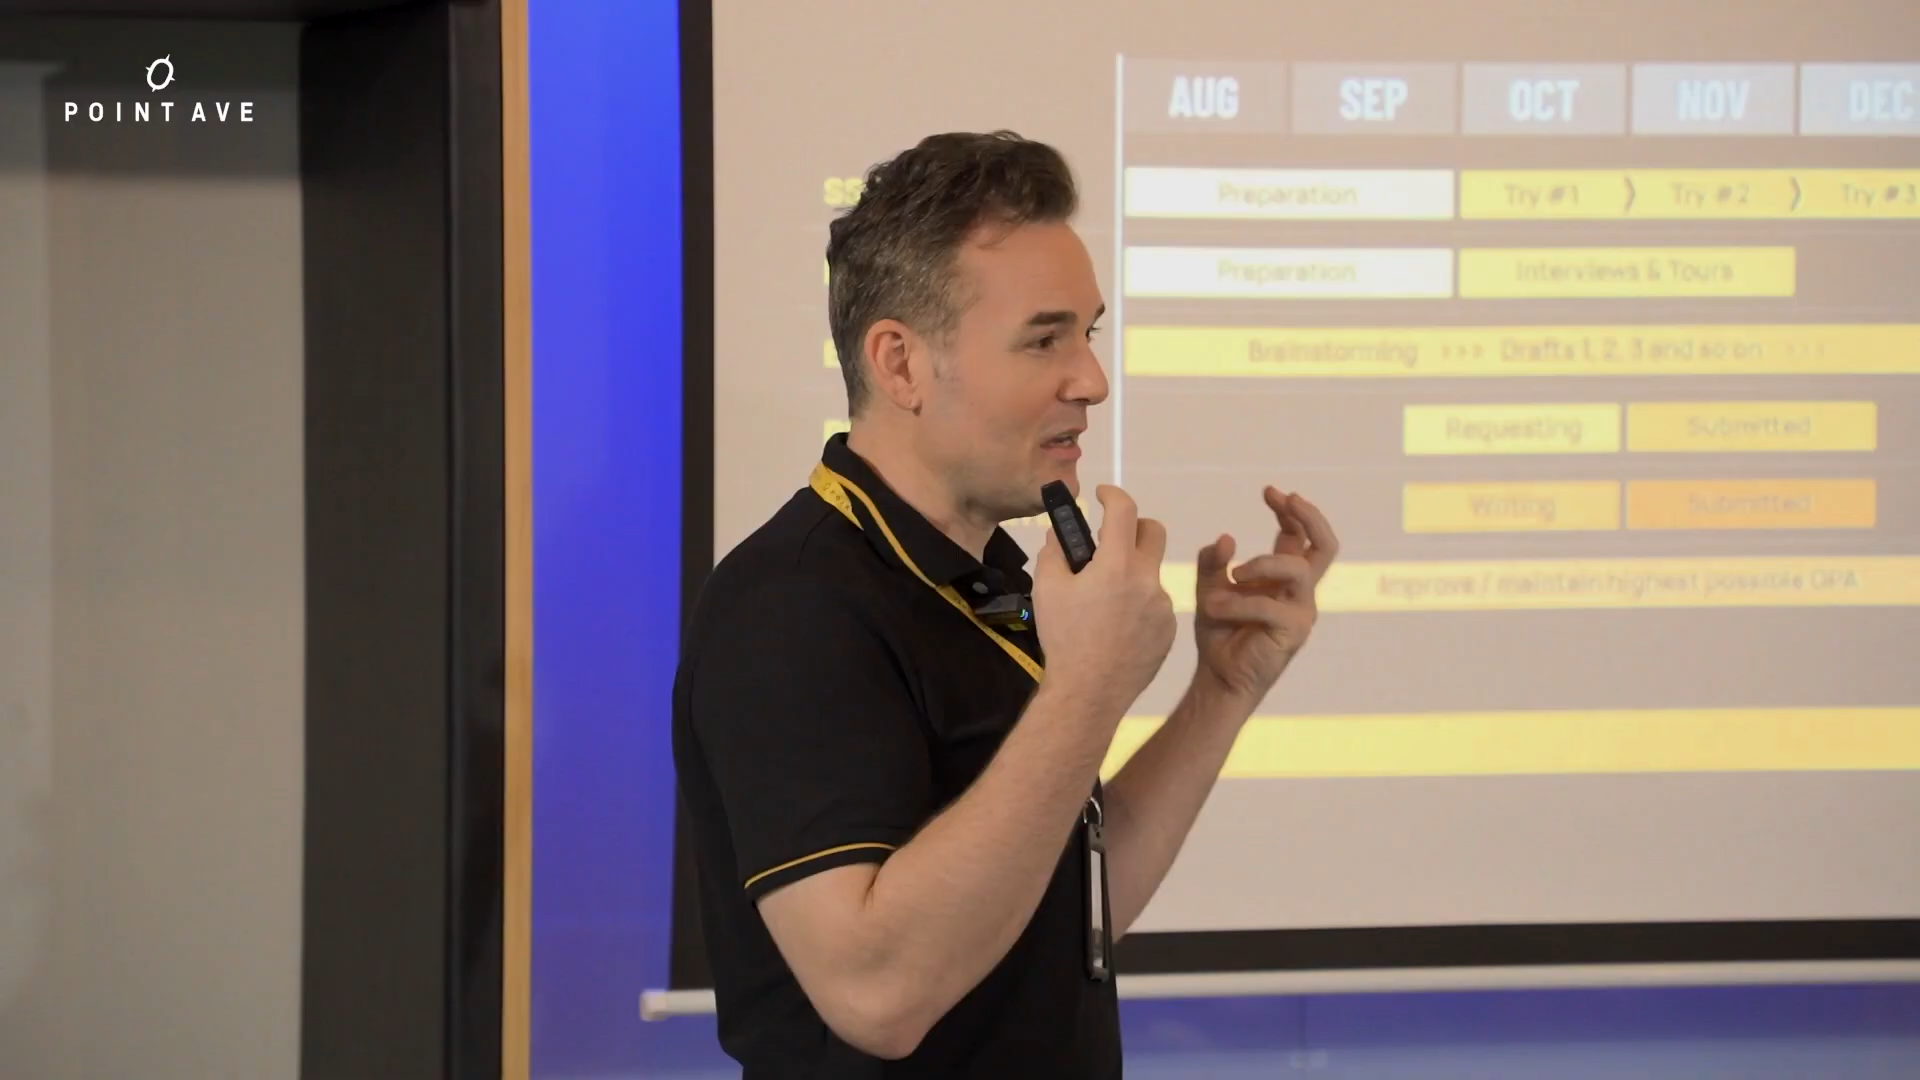 POINT AVE
AUG SEP OCT NOV DEC
SS
Preparation Try #1 Try #2 Try #3
Preparation Interviews & Tours
Brainstorming >>> Drafts 1, 2, 3 and so on >>>
Requesting Submitted
Writing Submitted
Improve / maintain highest possible GPA